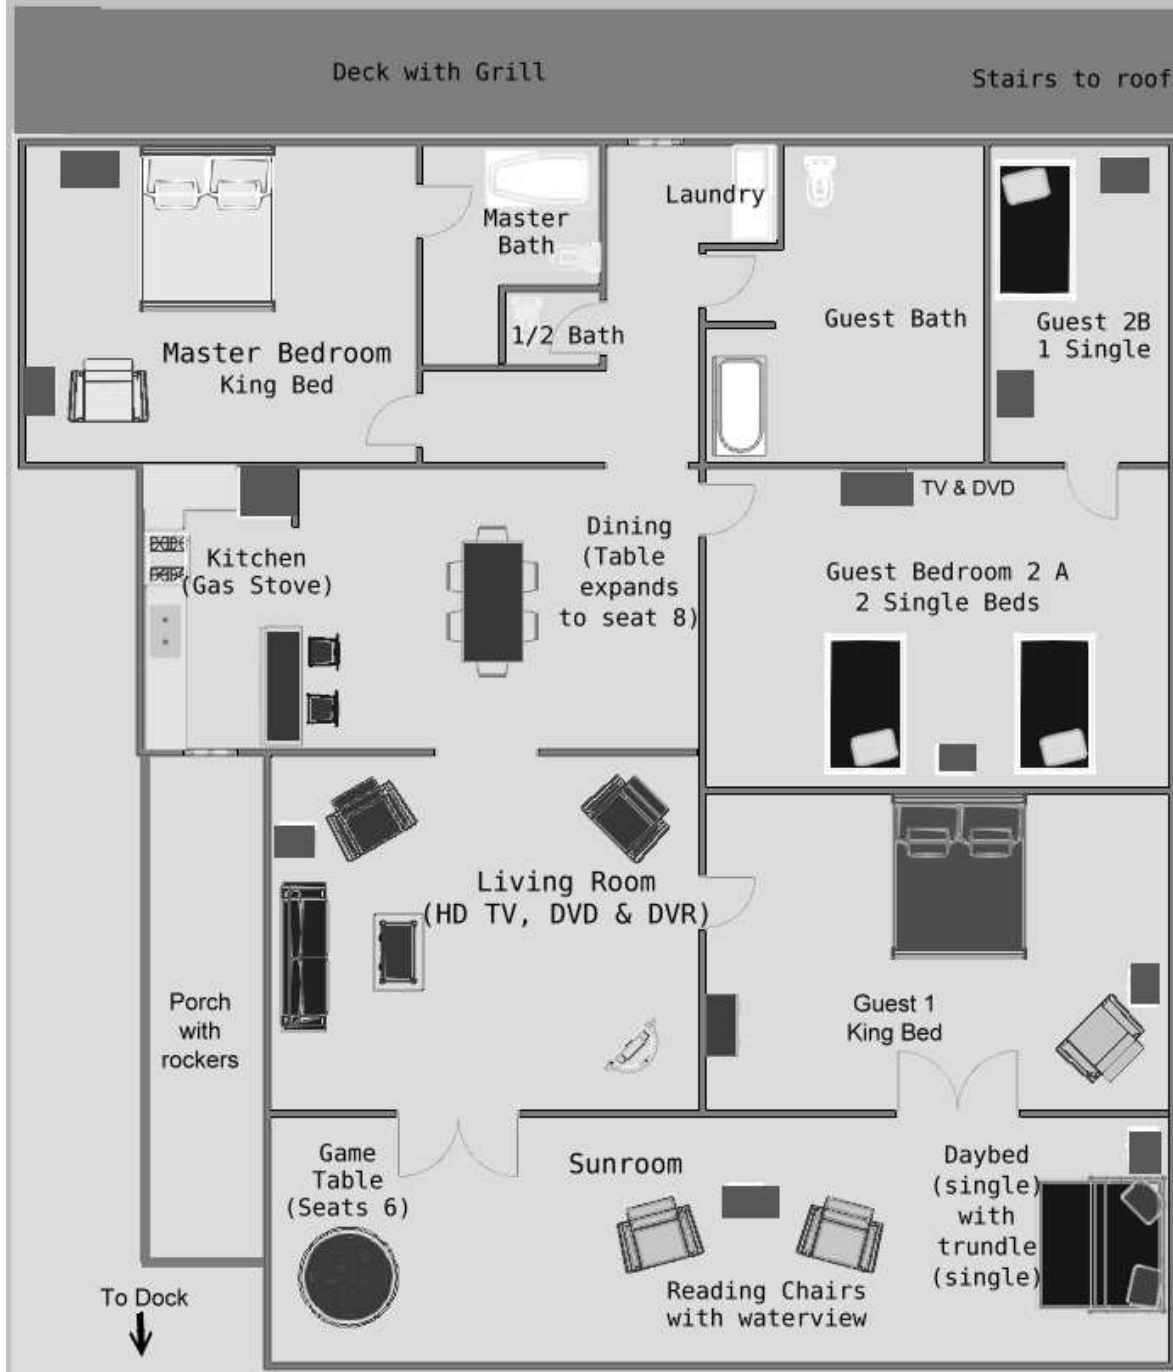 Deck with Grill
Stairs to roof
Laundry
Master
Bath
1/2 Bath
Guest Bath
Guest 2B
1 Single
Master Bedroom
King Bed
TV & DVD
Dining
(Table
expands
to seat 8)
Kitchen
(Gas Stove)
Guest Bedroom 2 A
2 Single Beds
Living Room
(HD TV, DVD & DVR)
Porch
with
rockers
Guest 1
King Bed
Game
Table
(Seats 6)
Sunroom
Daybed
(single)
with
trundle
(single)
Reading Chairs
with waterview
To Dock